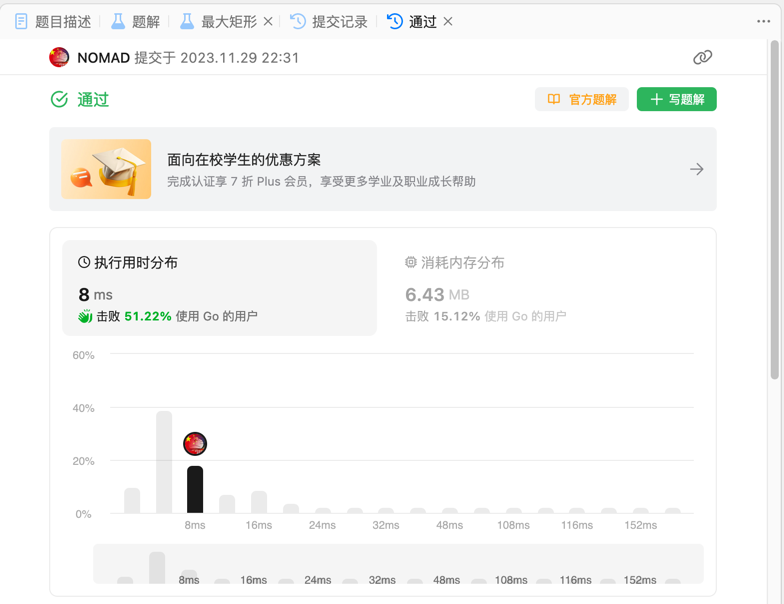 题目描述 题解 最大矩形 提交记录 通过
NOMAD 提交于 2023.11.29 22:31
通过 官方题解 写题解
面向在校学生的优惠方案
完成认证享 7 折 Plus 会员，享受更多学业及职业成长帮助
执行用时分布
8 ms
击败 51.22% 使用 Go 的用户
消耗内存分布
6.43 MB
击败 15.12% 使用 Go 的用户
60%
40%
20%
0%
8ms 16ms 24ms 32ms 48ms 108ms 116ms 152ms
8ms 16ms 24ms 32ms 48ms 108ms 116ms 152ms